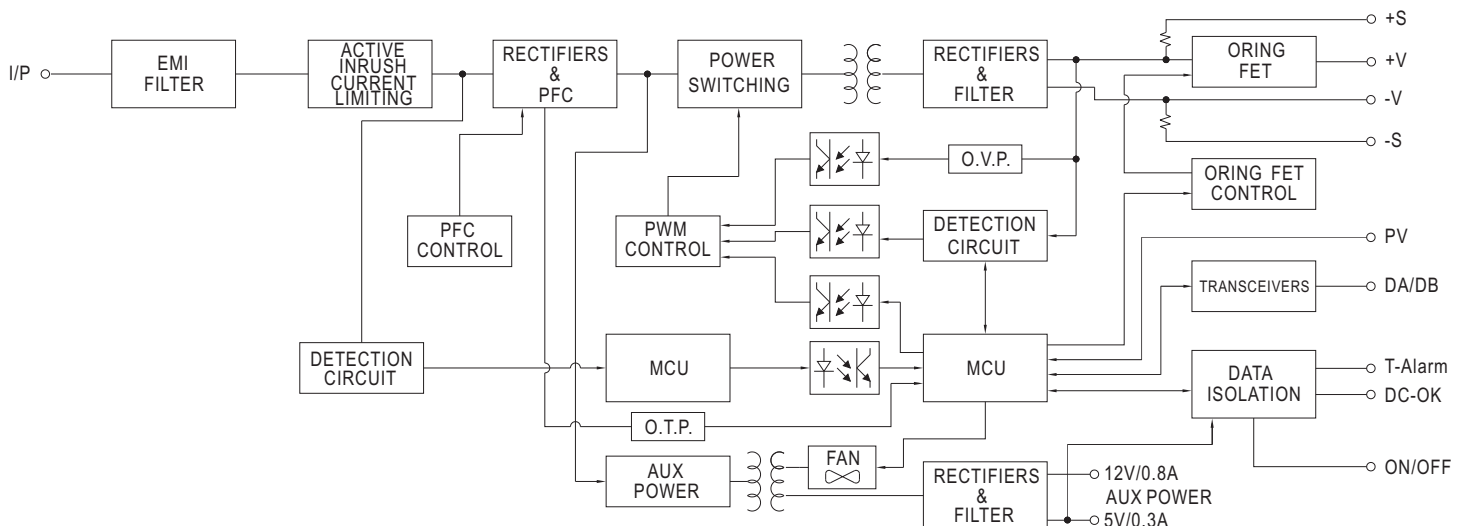 +S
I/P
EMI
FILTER
ACTIVE
INRUSH
CURRENT
LIMITING
RECTIFIERS
&
PFC
POWER
SWITCHING
RECTIFIERS
&
FILTER
ORING
FET
+V
-V
-S
O.V.P.
ORING FET
CONTROL
PFC
CONTROL
PWM
CONTROL
DETECTION
CIRCUIT
PV
TRANSCEIVERS
DA/DB
DETECTION
CIRCUIT
MCU
MCU
DATA
ISOLATION
T-Alarm
DC-OK
O.T.P.
AUX
POWER
FAN
RECTIFIERS
&
FILTER
12V/0.8A
AUX POWER
5V/0.3A
ON/OFF